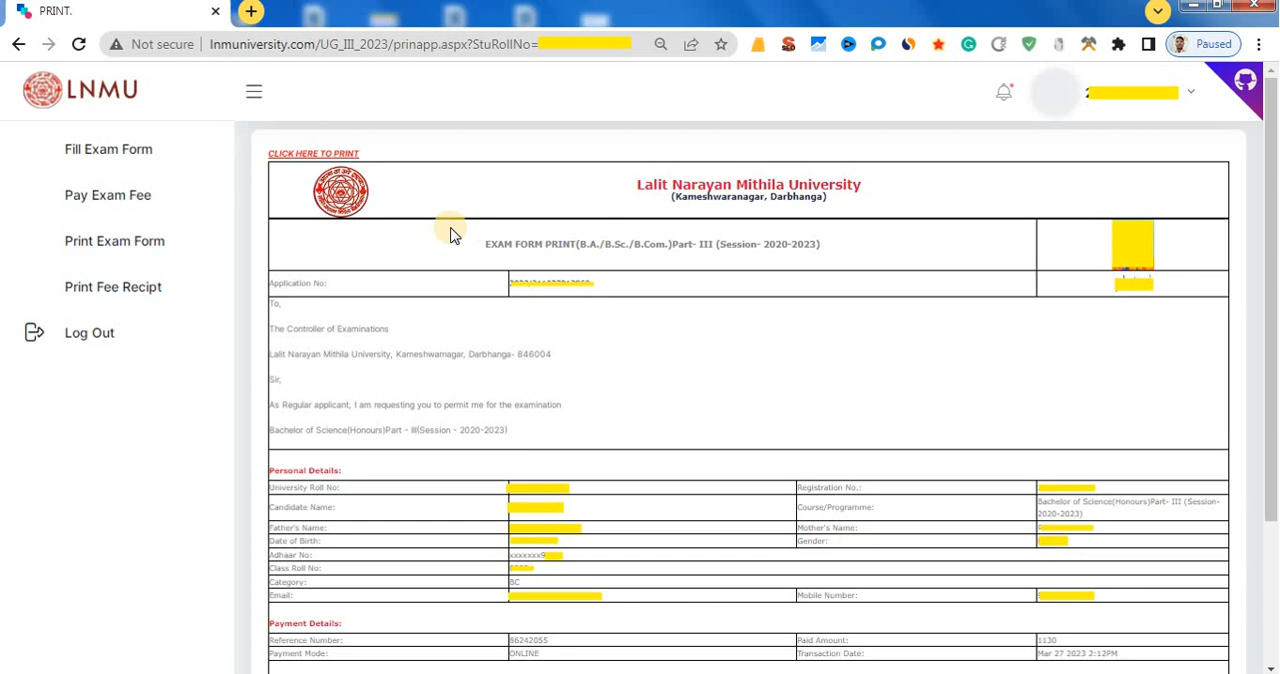 PRINT.
Not secure
lnmuniversity.com/UG_III_2023/prinapp.aspx?StuRollNo=
Paused
LNMU
Fill Exam Form
Pay Exam Fee
Print Exam Form
Print Fee Recipt
Log Out
CLICK HERE TO PRINT
Lalit Narayan Mithila University
(Kameshwaranagar, Darbhanga)
EXAM FORM PRINT(B.A./B.Sc./B.Com.)Part- III (Session- 2020-2023)
Application No:
To,
The Controller of Examinations
Lalit Narayan Mithila University, Kameshwarnagar, Darbhanga- 846004
Sir,
As Regular applicant, I am requesting you to permit me for the examination
Bachelor of Science(Honours)Part - III(Session - 2020-2023)
Personal Details:
University Roll No: Registration No.:
Candidate Name: Course/Programme: Bachelor of Science(Honours)Part- III (Session-
2020-2023)
Father's Name: Mother's Name:
Date of Birth: Gender:
Adhaar No: xxxxxxx9
Class Roll No:
Category: BC
Email: Mobile Number:
Payment Details:
Reference Number: 86242055 Paid Amount: 1130
Payment Mode: ONLINE Transaction Date: Mar 27 2023 2:12PM